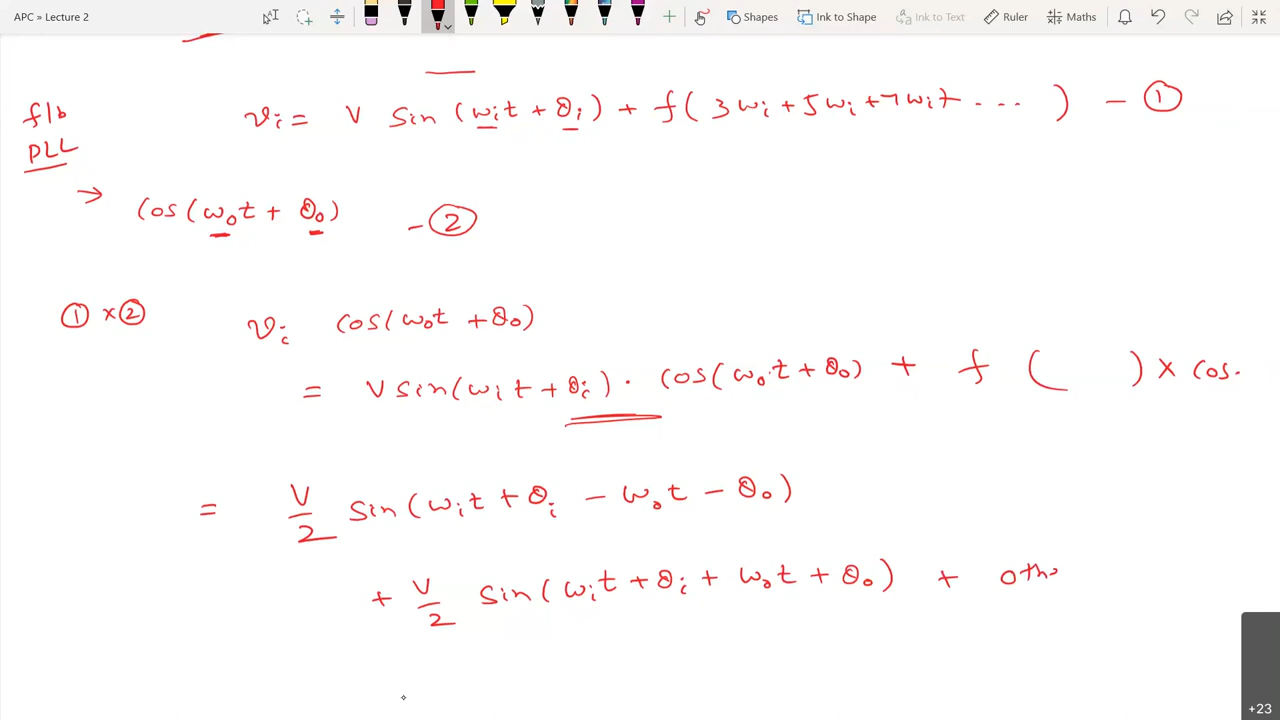 APC » Lecture 2
Shapes Ink to Shape Ink to Text Ruler Maths
f/b
PLL
vi = V Sin (wit + θi) + f( 3wi + 5wi + 7wit - ... ) - ①
→ Cos(w0t + θ0) - ②
① × ② vi cos(w0t + θ0)
= V sin(wit + θi) · cos(w0t + θ0) + f ( ) × cos.
= V/2 Sin(wit + θi - w0t - θ0)
+ V/2 Sin(wit + θi + w0t + θ0) + othe
+23